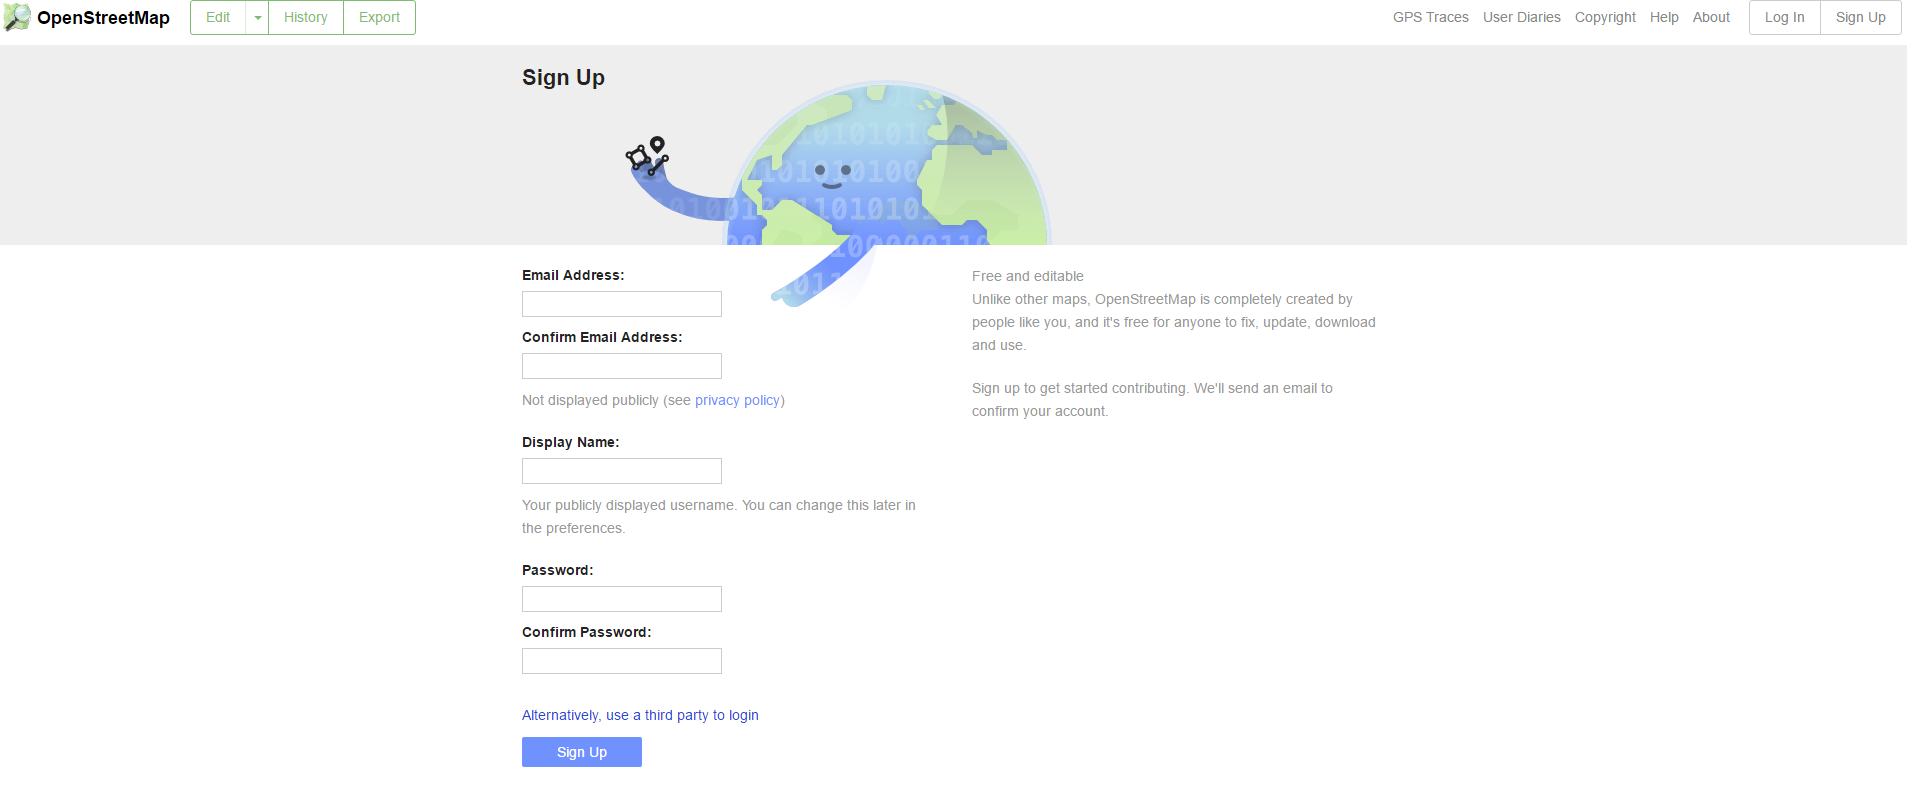 OpenStreetMap
Edit
History
Export
GPS Traces
User Diaries
Copyright
Help
About
Log In
Sign Up
Sign Up
Email Address:
Confirm Email Address:
Not displayed publicly (see privacy policy)
Display Name:
Your publicly displayed username. You can change this later in
the preferences.
Password:
Confirm Password:
Alternatively, use a third party to login
Sign Up
Free and editable
Unlike other maps, OpenStreetMap is completely created by
people like you, and it's free for anyone to fix, update, download
and use.
Sign up to get started contributing. We'll send an email to
confirm your account.